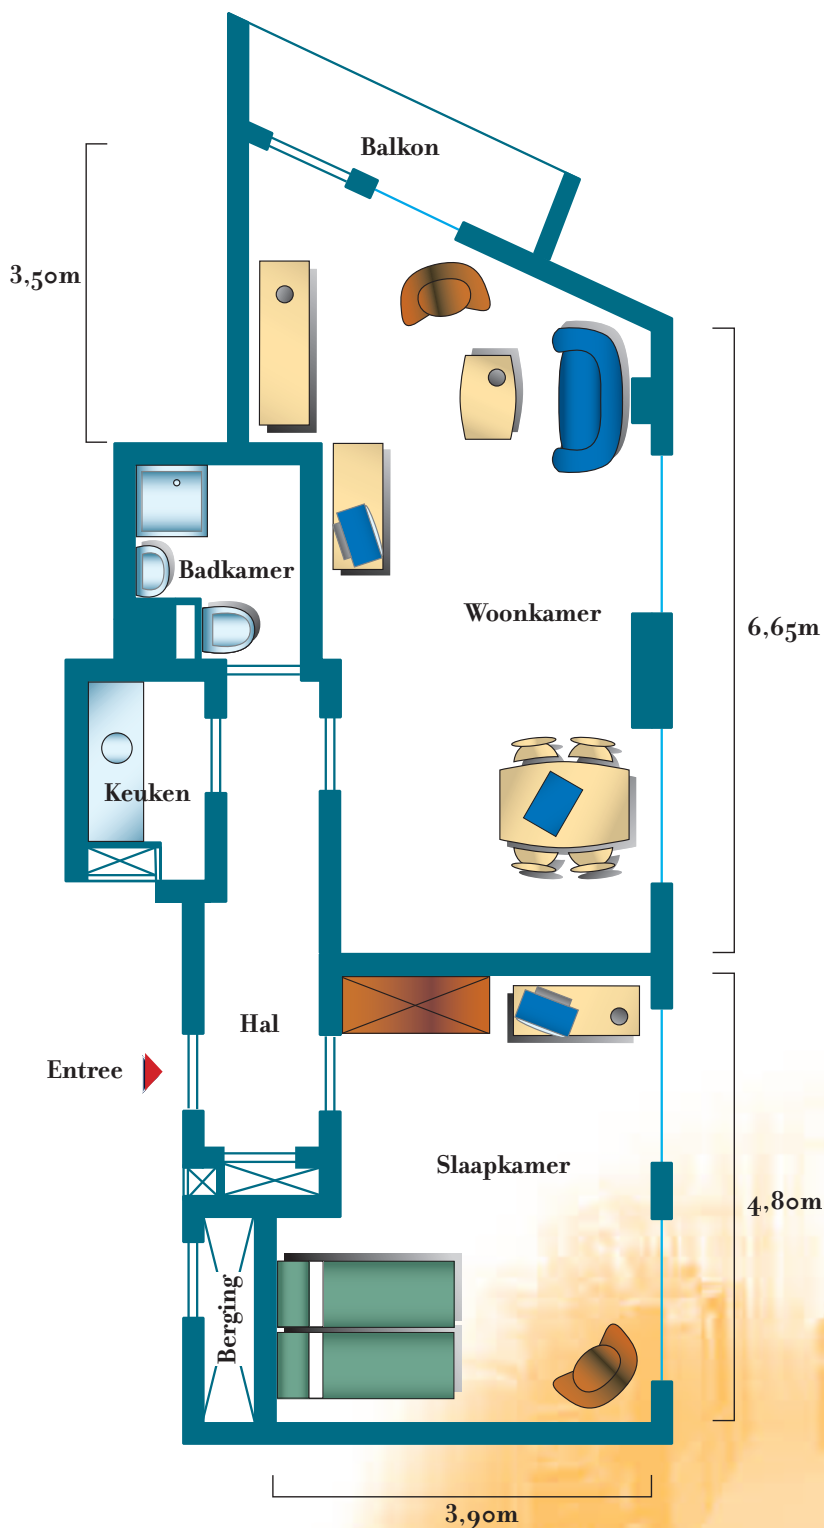 Balkon
3,50m
Badkamer
Woonkamer
6,65m
Keuken
Hal
Entree
Slaapkamer
4,80m
Berging
3,90m